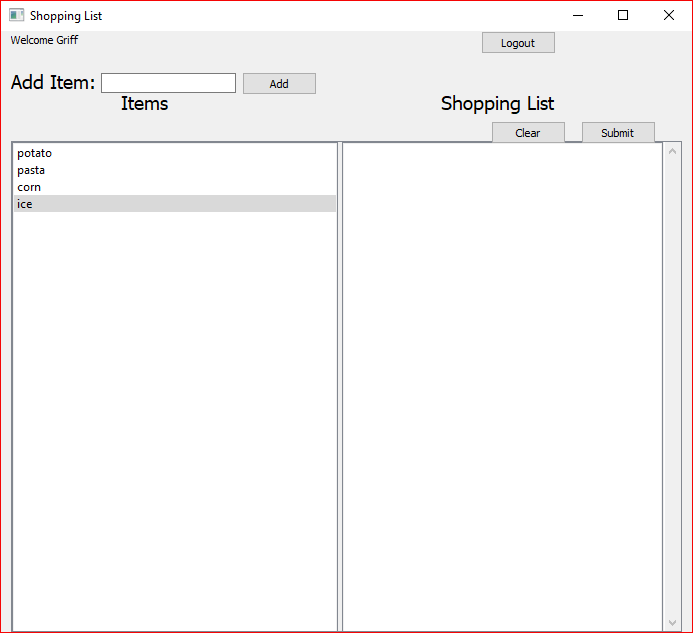 Shopping List
Welcome Griff
Logout
Add Item:
Add
Items
Shopping List
Clear
Submit
potato
pasta
corn
ice